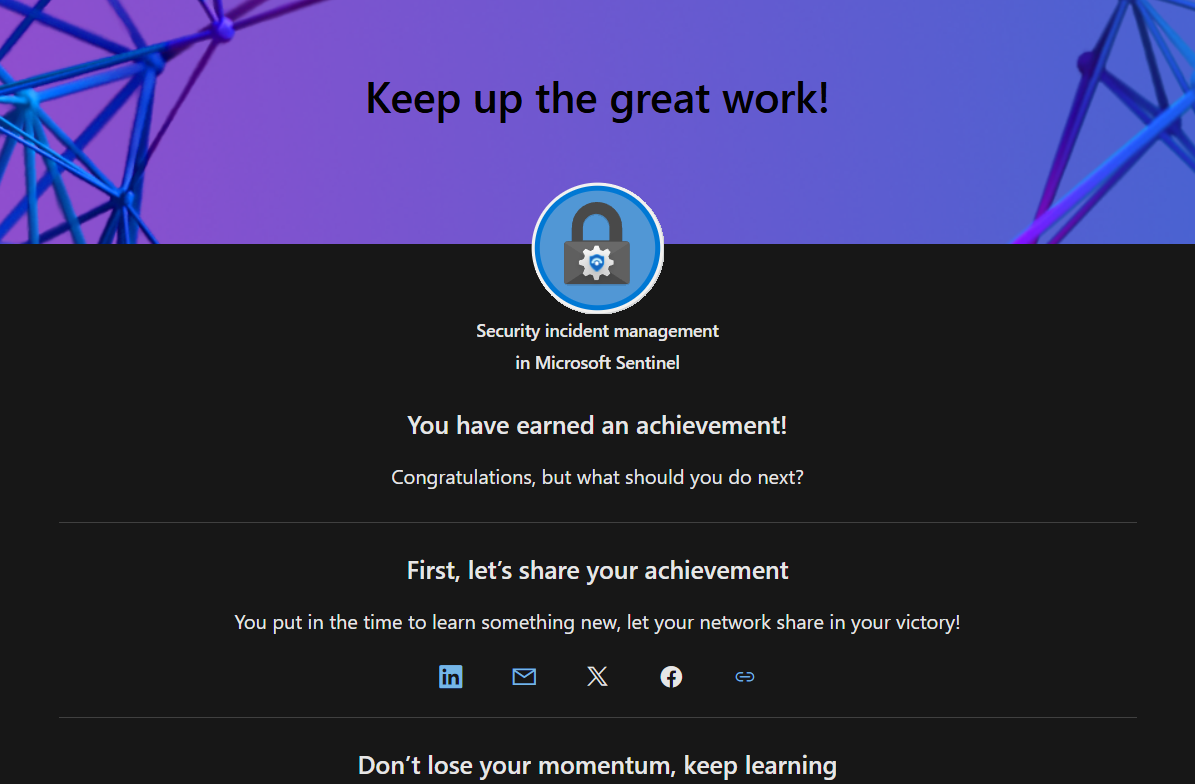 Keep up the great work!
Security incident management
in Microsoft Sentinel
You have earned an achievement!
Congratulations, but what should you do next?
First, let’s share your achievement
You put in the time to learn something new, let your network share in your victory!
in
Don’t lose your momentum, keep learning